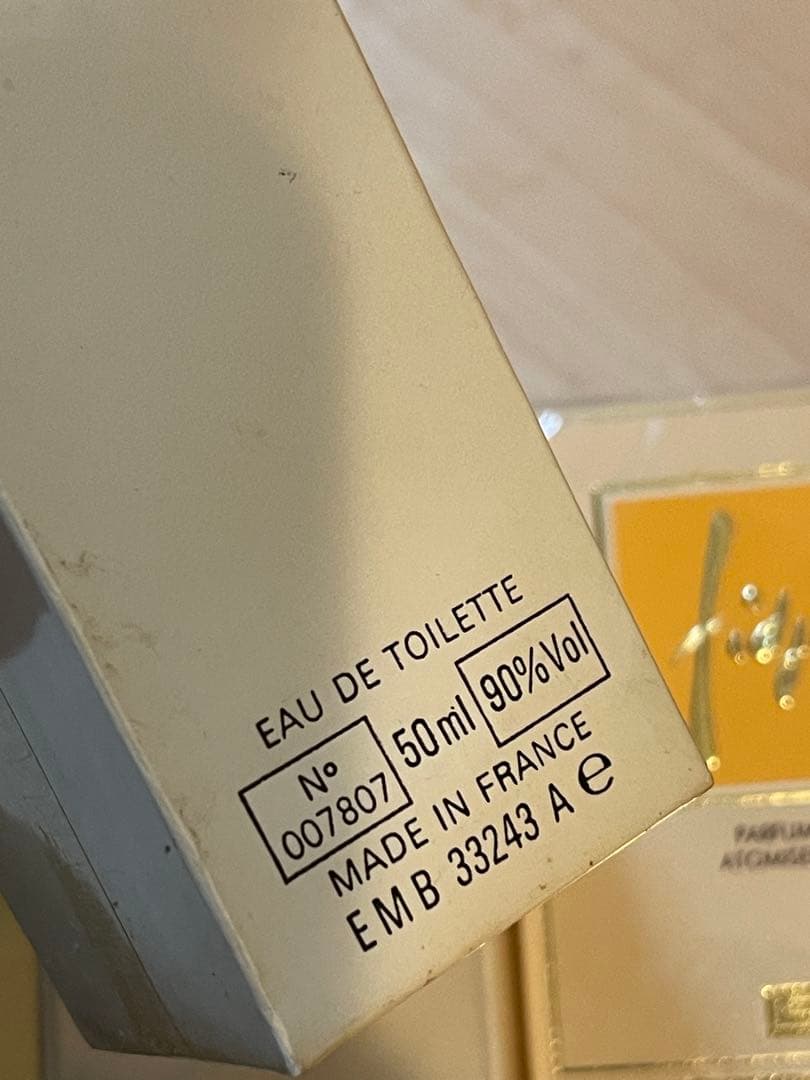 EAU DE TOILETTE
Nº 007807 50ml 90%Vol
MADE IN FRANCE
EMB 33243 A e
PARFUM